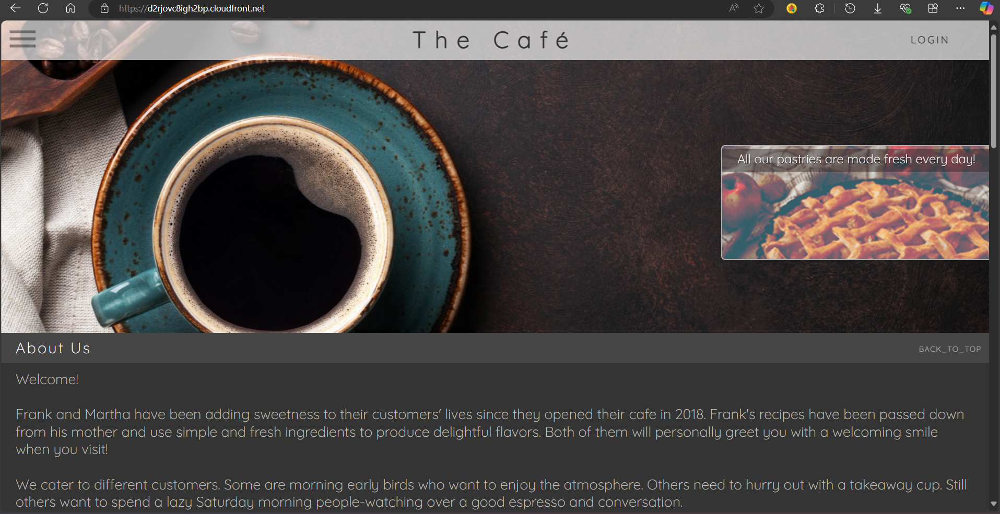 https://d2rjovc8igh2bp.cloudfront.net
The Café
LOGIN
All our pastries are made fresh every day!
About Us
BACK_TO_TOP
Welcome!
Frank and Martha have been adding sweetness to their customers' lives since they opened their cafe in 2018. Frank's recipes have been passed down
from his mother and use simple and fresh ingredients to produce delightful flavors. Both of them will personally greet you with a welcoming smile
when you visit!
We cater to different customers. Some are morning early birds who want to enjoy the atmosphere. Others need to hurry out with a takeaway cup. Still
others want to spend a lazy Saturday morning people-watching over a good espresso and conversation.